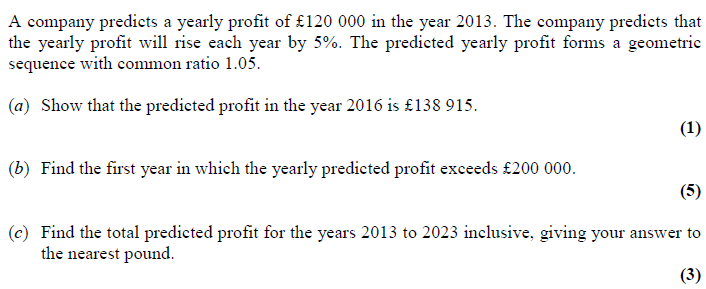 A company predicts a yearly profit of £120 000 in the year 2013. The company predicts that
the yearly profit will rise each year by 5%. The predicted yearly profit forms a geometric
sequence with common ratio 1.05.
(a) Show that the predicted profit in the year 2016 is £138 915.
(1)
(b) Find the first year in which the yearly predicted profit exceeds £200 000.
(5)
(c) Find the total predicted profit for the years 2013 to 2023 inclusive, giving your answer to
the nearest pound.
(3)